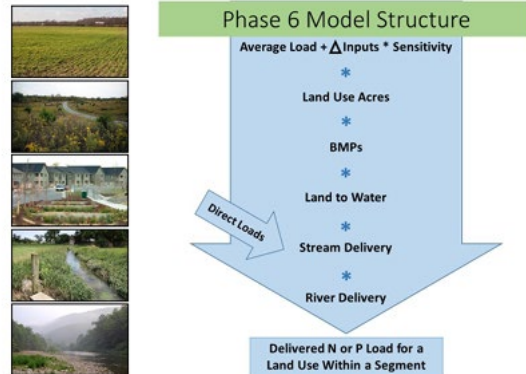 Phase 6 Model Structure
Average Load + Δ Inputs * Sensitivity
*
Land Use Acres
*
BMPs
*
Land to Water
*
Direct Loads
Stream Delivery
*
River Delivery
Delivered N or P Load for a
Land Use Within a Segment